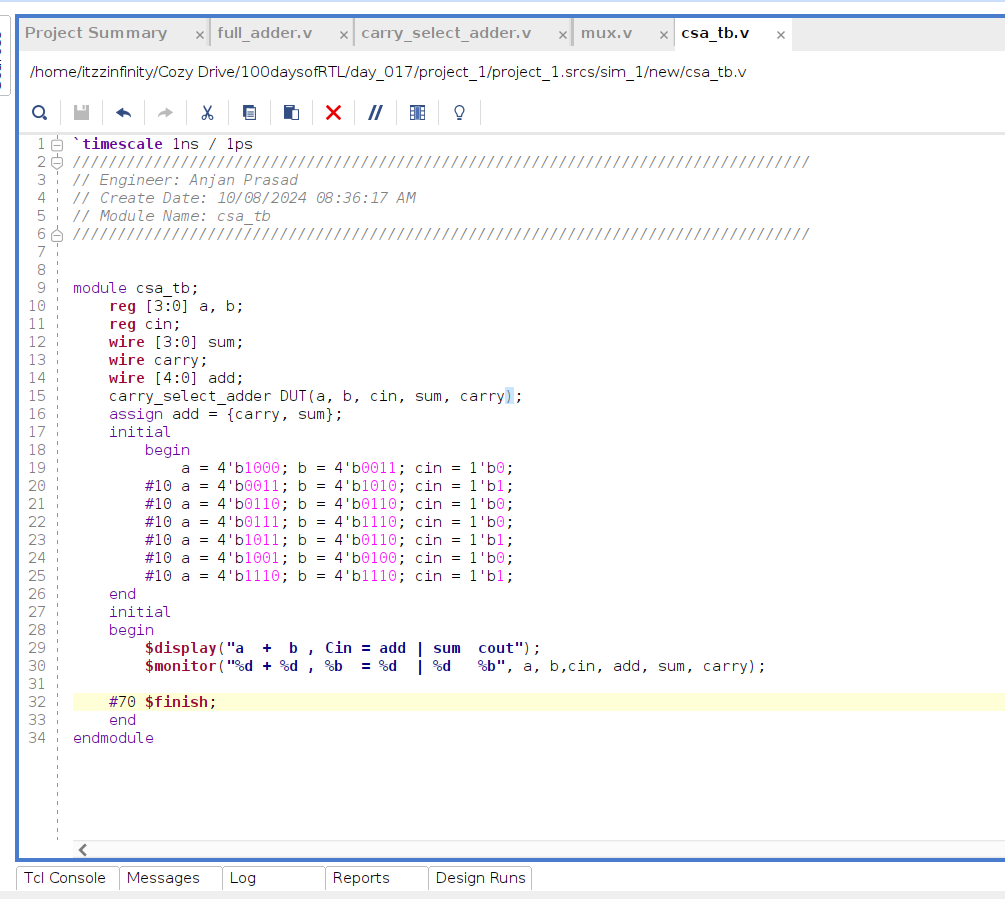 Project Summary × full_adder.v × carry_select_adder.v × mux.v × csa_tb.v ×
/home/itzzinfinity/Cozy Drive/100daysofRTL/day_017/project_1/project_1.srcs/sim_1/new/csa_tb.v
1 `timescale 1ns / 1ps
2 //////////////////////////////////////////////////////////////////////////////////
3 // Engineer: Anjan Prasad
4 // Create Date: 10/08/2024 08:36:17 AM
5 // Module Name: csa_tb
6 //////////////////////////////////////////////////////////////////////////////////
7
8
9 module csa_tb;
10 reg [3:0] a, b;
11 reg cin;
12 wire [3:0] sum;
13 wire carry;
14 wire [4:0] add;
15 carry_select_adder DUT(a, b, cin, sum, carry);
16 assign add = {carry, sum};
17 initial
18 begin
19 a = 4'b1000; b = 4'b0011; cin = 1'b0;
20 #10 a = 4'b0011; b = 4'b1010; cin = 1'b1;
21 #10 a = 4'b0110; b = 4'b0110; cin = 1'b0;
22 #10 a = 4'b0111; b = 4'b1110; cin = 1'b0;
23 #10 a = 4'b1011; b = 4'b0110; cin = 1'b1;
24 #10 a = 4'b1001; b = 4'b0100; cin = 1'b0;
25 #10 a = 4'b1110; b = 4'b1110; cin = 1'b1;
26 end
27 initial
28 begin
29 $display("a  +  b , Cin = add | sum  cout");
30 $monitor("%d + %d , %b  = %d  | %d   %b", a, b,cin, add, sum, carry);
31
32 #70 $finish;
33 end
34 endmodule
Tcl Console Messages Log Reports Design Runs